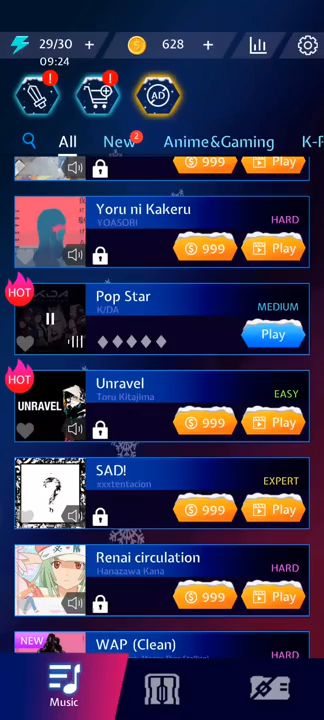 29/30 + 628 +
09:24
! ! AD
All New 2 Anime&Gaming K-P
999 Play
Yoru ni Kakeru
YOASOBI
HARD
999 Play
HOT
Pop Star
K/DA
MEDIUM
Play
HOT
Unravel
Toru Kitajima
EASY
UNRAVEL
999 Play
SAD!
xxxtentacion
EXPERT
?
999 Play
Renai circulation
Hanazawa Kana
HARD
999 Play
NEW
WAP (Clean)
HARD
Music